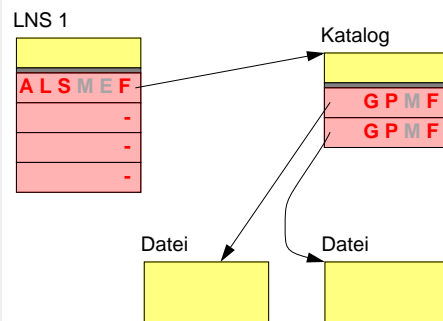 LNS 1
Katalog
A L S M E F
-
-
-
G P M F
G P M F
Datei
Datei